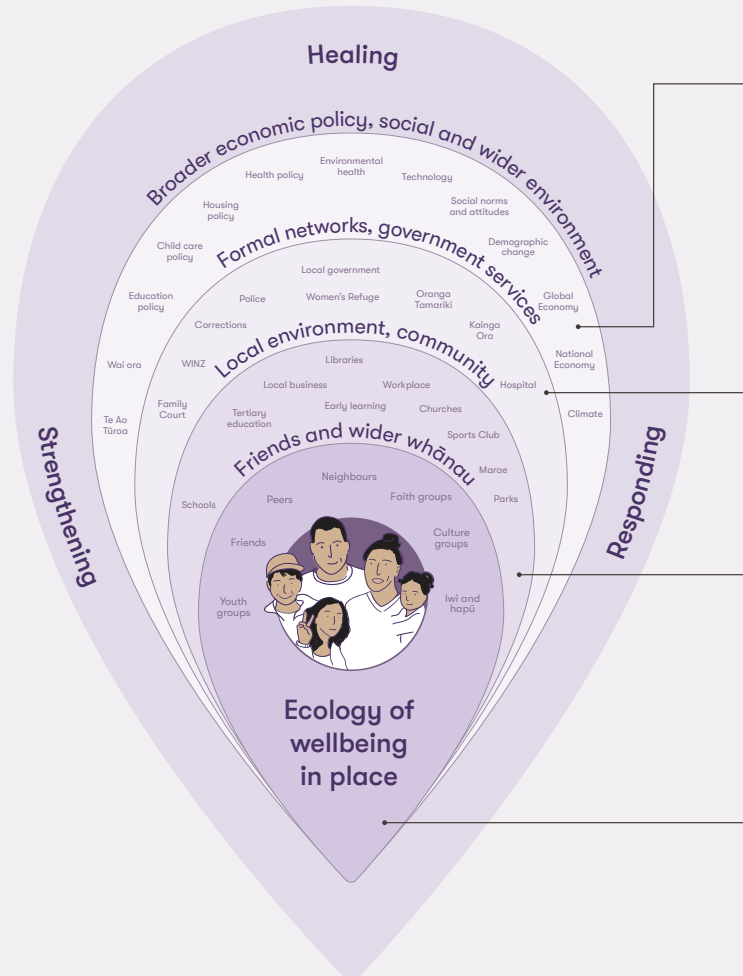 Healing
Broader economic policy, social and wider environment
Environmental
health
Health policy
Technology
Housing
policy
Social norms
and attitudes
Child care
policy
Demographic
change
Education
policy
Global
Economy
Wai ora
National
Economy
Te Ao
Tūroa
Climate
Formal networks, government services
Local government
Police
Women's Refuge
Oranga
Tamariki
Corrections
Kainga
Ora
WINZ
Hospital
Family
Court
Local environment, community
Libraries
Local business
Workplace
Tertiary
education
Early learning
Churches
Sports Club
Marae
Schools
Parks
Friends and wider whānau
Neighbours
Peers
Faith groups
Friends
Culture
groups
Youth
groups
Iwi and
hapū
Strengthening
Responding
Ecology of
wellbeing
in place